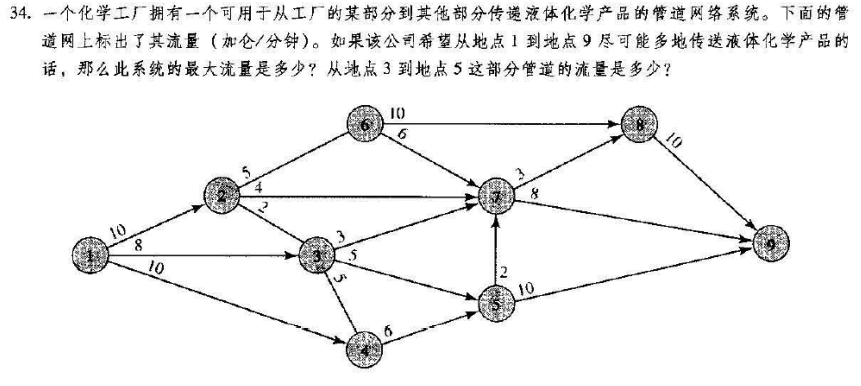 34. 一个化学工厂拥有一个可用于从工厂的某部分到其他部分传递液体化学产品的管道网络系统。下面的管
道网上标出了其流量（加仑/分钟）。如果该公司希望从地点 1 到地点 9 尽可能多地传送液体化学产品的
话，那么此系统的最大流量是多少？从地点 3 到地点 5 这部分管道的流量是多少？
6 10 8
6 10
5
2 4 7 3 8
2
10 3 9
1 8 3 5
10 5 2
5 10
4 6